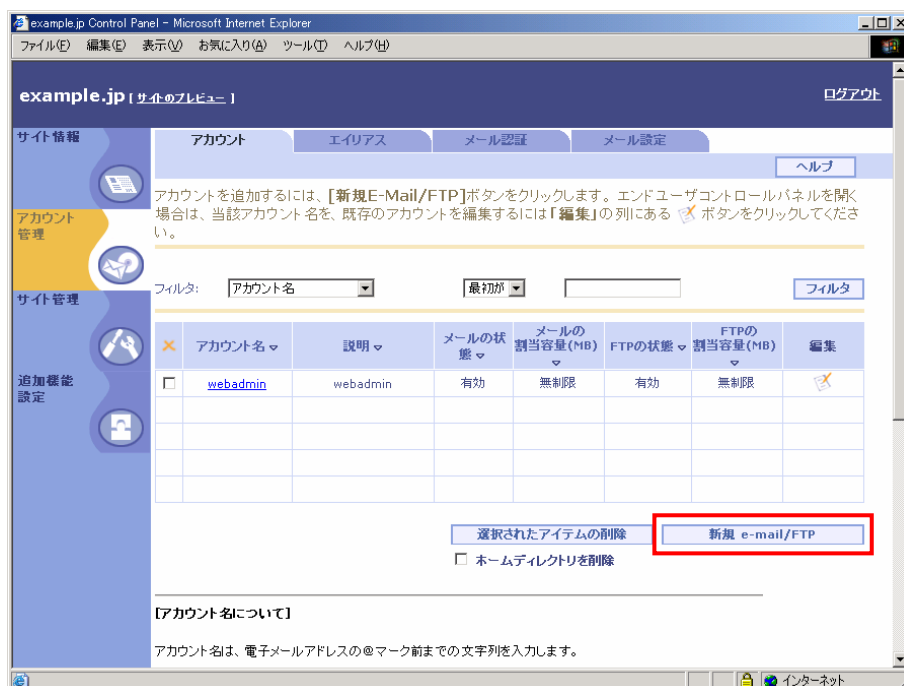 example.jp Control Panel - Microsoft Internet Explorer
ファイル(F) 編集(E) 表示(V) お気に入り(A) ツール(T) ヘルプ(H)
example.jp [ サイトのプレビュー ]
ログアウト
サイト情報
アカウント
管理
サイト管理
追加機能
設定
アカウント
エイリアス
メール認証
メール設定
ヘルプ
アカウントを追加するには、[新規E-Mail/FTP]ボタンをクリックします。エンドユーザコントロールパネルを開く
場合は、当該アカウント名を、既存のアカウントを編集するには「編集」の列にある ボタンをクリックしてくださ
い。
フィルタ: アカウント名 最初が フィルタ
アカウント名 説明 メールの状態 メールの割当容量(MB) FTPの状態 FTPの割当容量(MB) 編集
webadmin webadmin 有効 無制限 有効 無制限
選択されたアイテムの削除 新規 e-mail/FTP
ホームディレクトリを削除
[アカウント名について]
アカウント名は、電子メールアドレスの@マーク前までの文字列を入力します。
インターネット